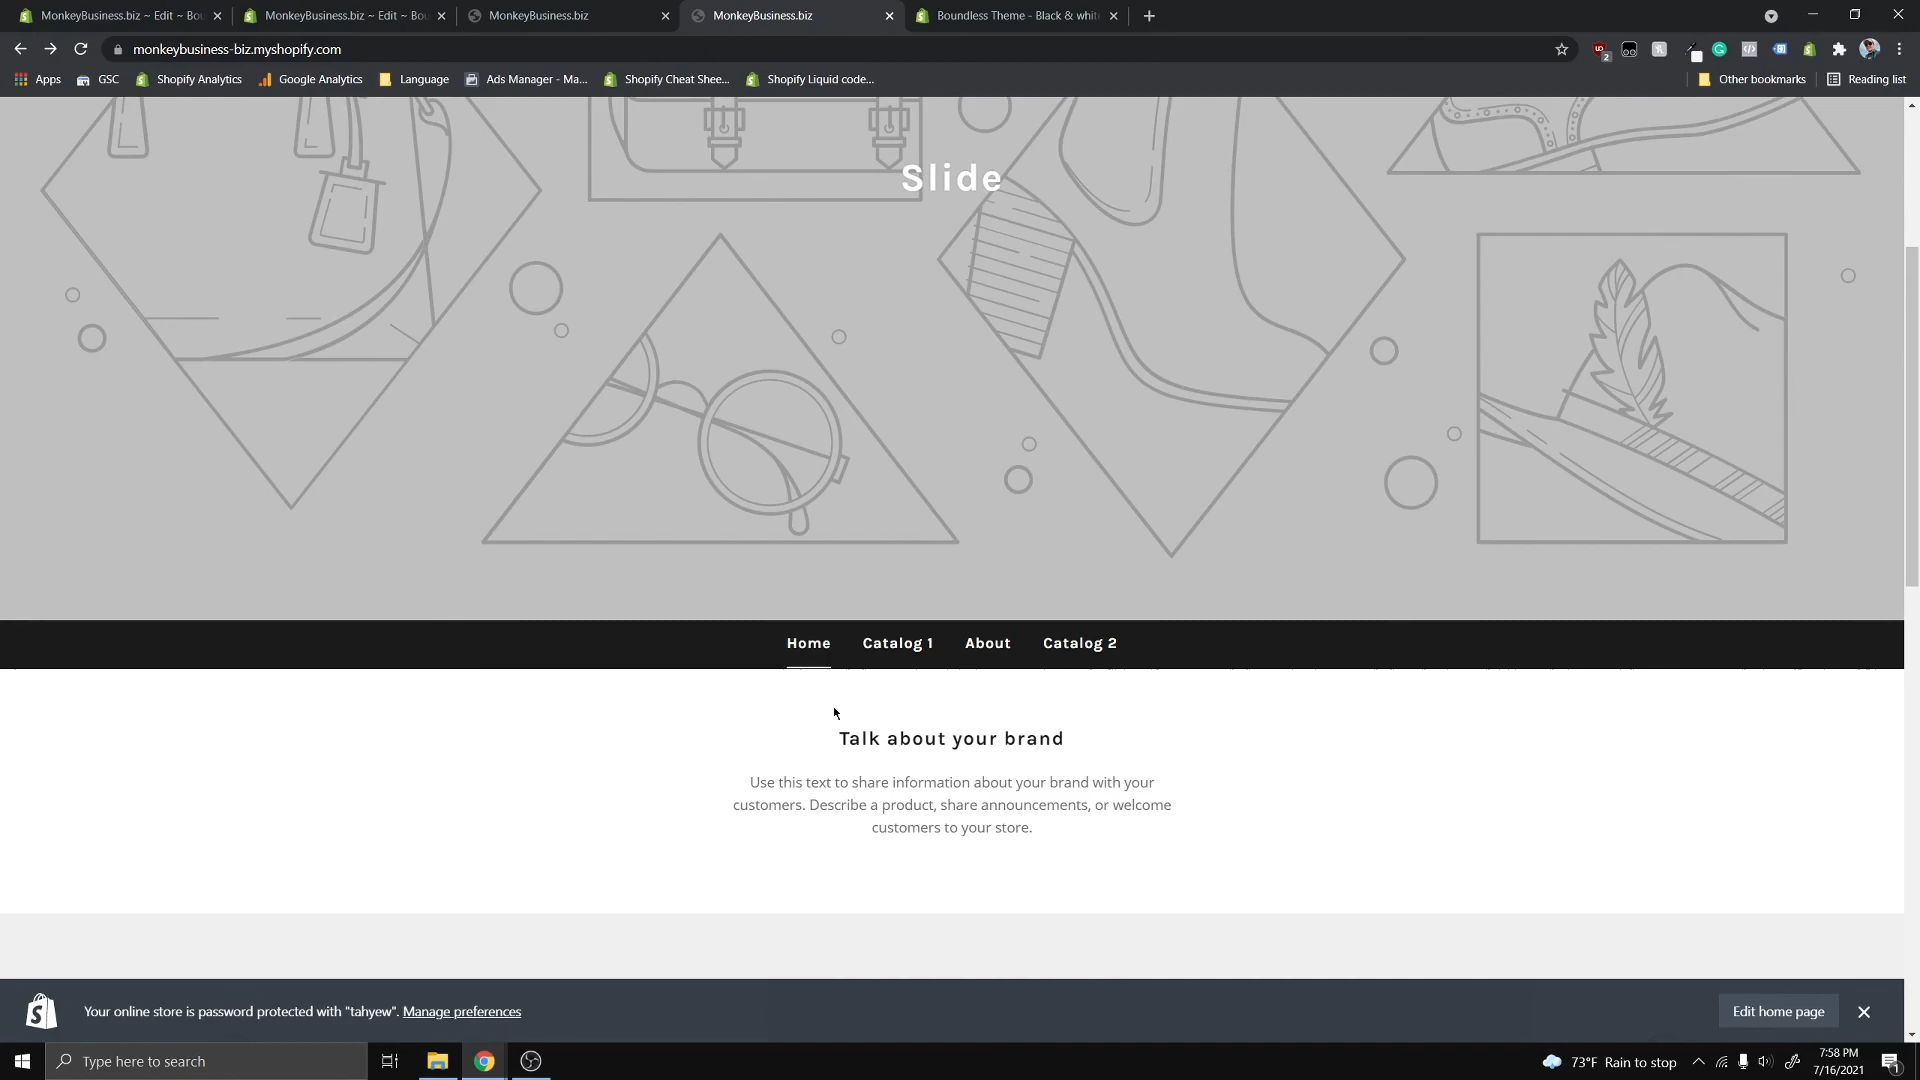 MonkeyBusiness.biz ~ Edit ~ Bou
MonkeyBusiness.biz ~ Edit ~ Bou
MonkeyBusiness.biz
MonkeyBusiness.biz
Boundless Theme - Black & white
monkeybusiness-biz.myshopify.com
2
Apps
GSC
Shopify Analytics
Google Analytics
Language
Ads Manager - Ma...
Shopify Cheat Shee...
Shopify Liquid code...
Other bookmarks
Reading list
Slide
Home
Catalog 1
About
Catalog 2
Talk about your brand
Use this text to share information about your brand with your
customers. Describe a product, share announcements, or welcome
customers to your store.
Your online store is password protected with "tahyew". Manage preferences
Edit home page
Type here to search
73°F Rain to stop
7:58 PM
7/16/2021
1